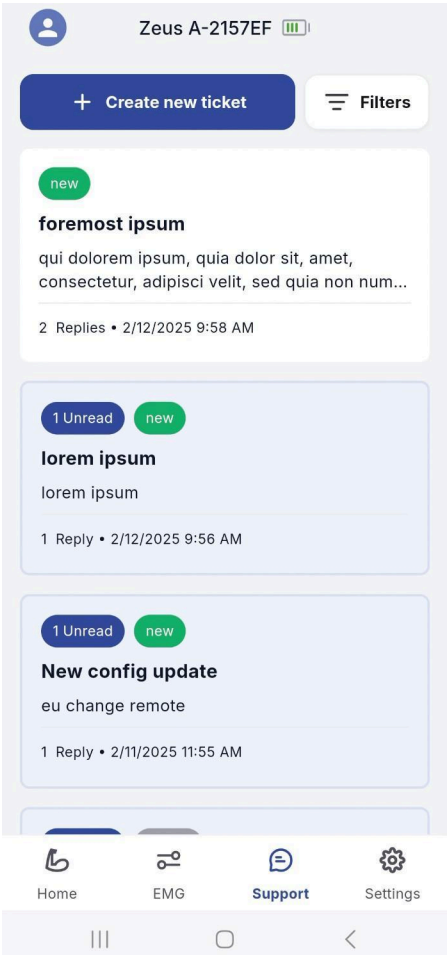 Zeus A-2157EF
+ Create new ticket
Filters
new
foremost ipsum
qui dolorem ipsum, quia dolor sit, amet,
consectetur, adipisci velit, sed quia non num...
2 Replies • 2/12/2025 9:58 AM
1 Unread new
lorem ipsum
lorem ipsum
1 Reply • 2/12/2025 9:56 AM
1 Unread new
New config update
eu change remote
1 Reply • 2/11/2025 11:55 AM
Home EMG Support Settings